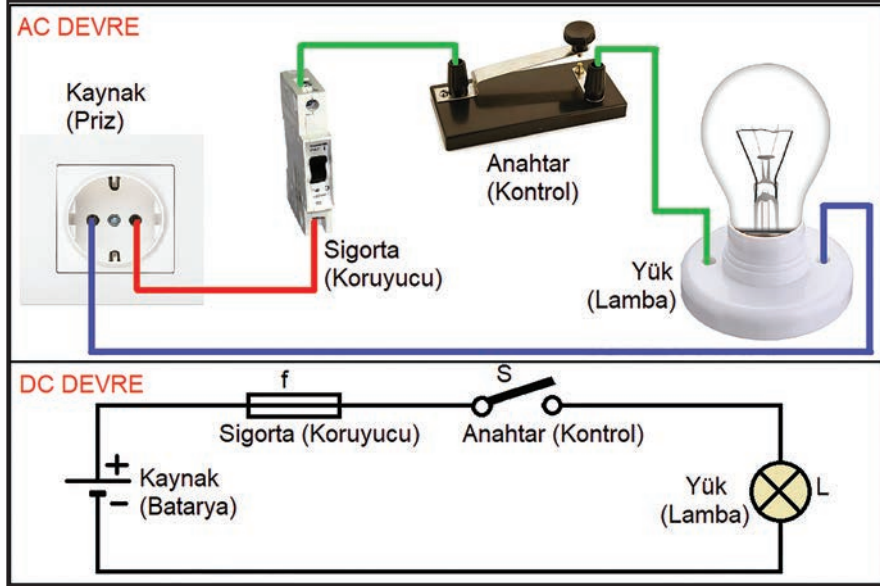 AC DEVRE
Kaynak
(Priz)
Sigorta
(Koruyucu)
Anahtar
(Kontrol)
Yük
(Lamba)
DC DEVRE
f
Sigorta (Koruyucu)
S
Anahtar (Kontrol)
+
Kaynak
(Batarya)
−
Yük
(Lamba)
L